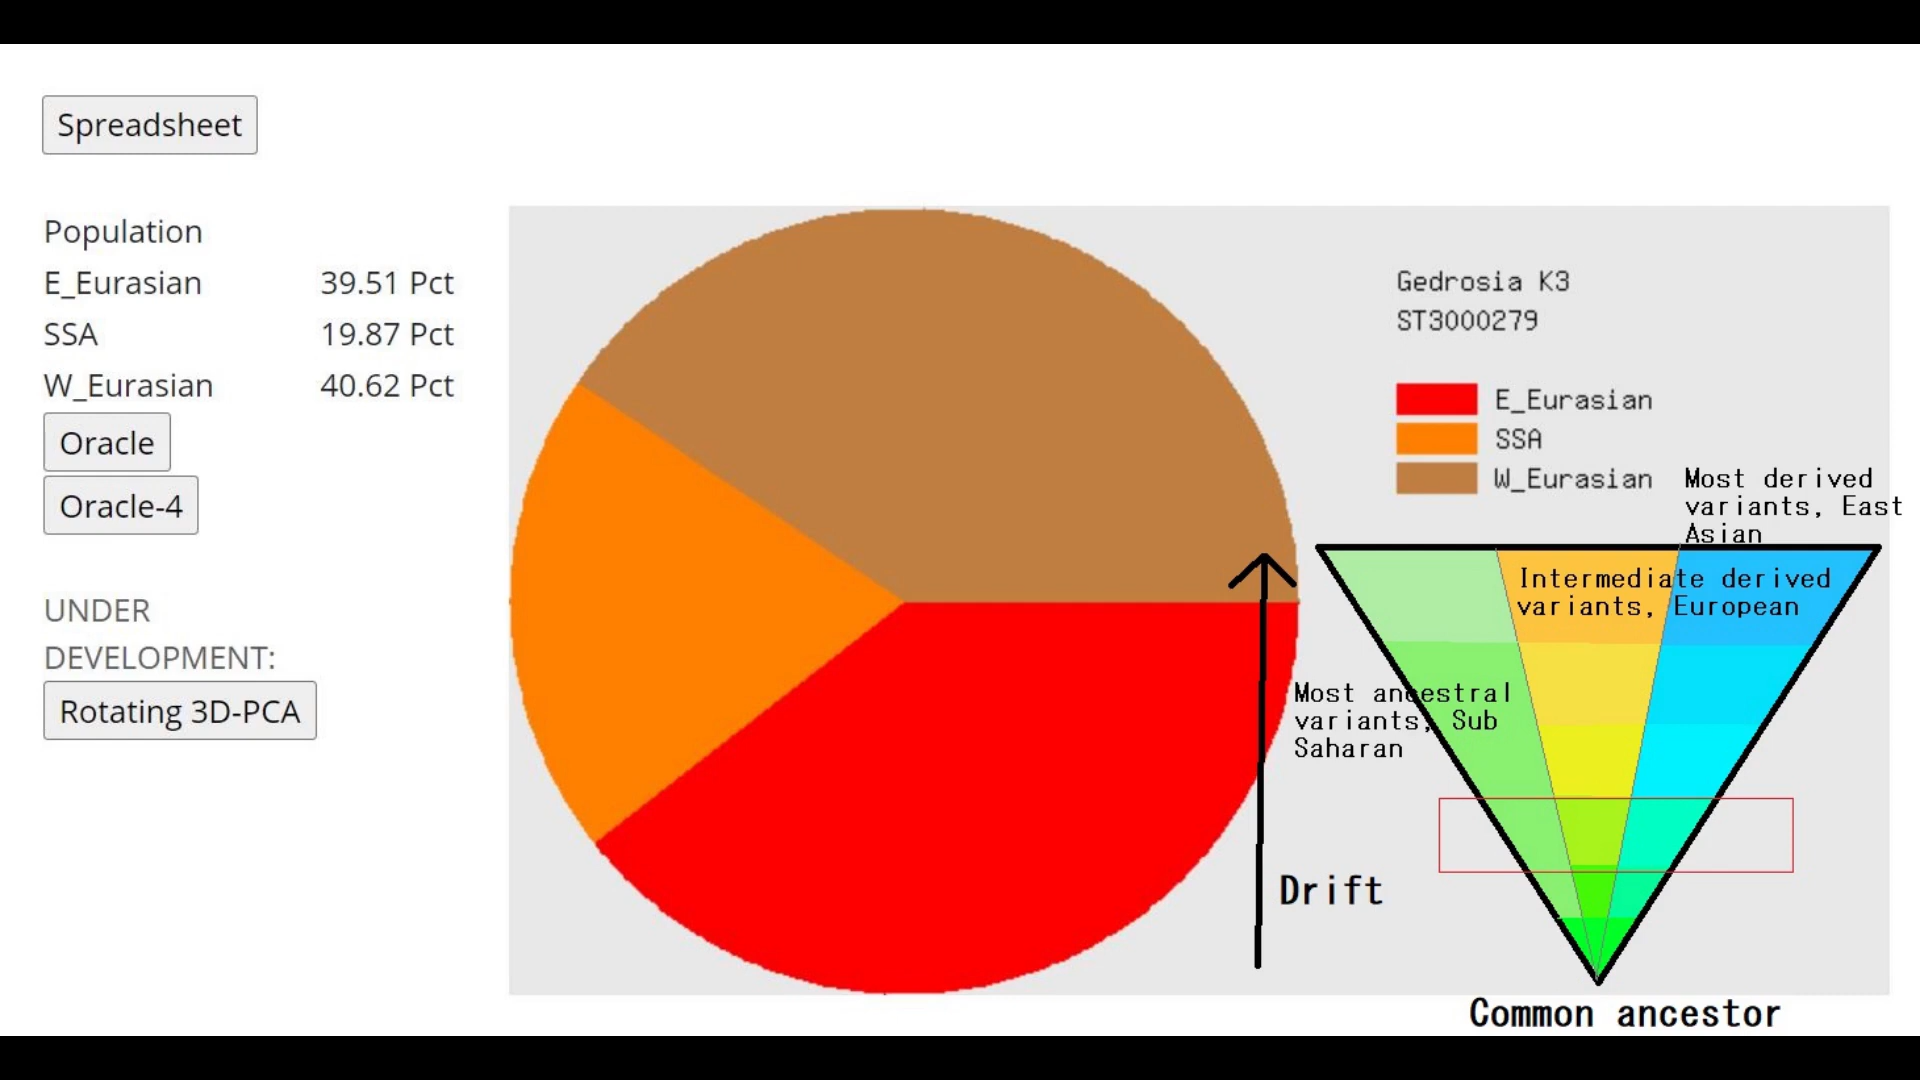 Spreadsheet
Population
E_Eurasian 39.51 Pct
SSA 19.87 Pct
W_Eurasian 40.62 Pct
Oracle
Oracle-4
UNDER
DEVELOPMENT:
Rotating 3D-PCA
Gedrosia K3
ST3000279
E_Eurasian
SSA
W_Eurasian
Most derived
variants, East
Asian
Intermediate derived
variants, European
Most ancestral
variants, Sub
Saharan
Drift
Common ancestor